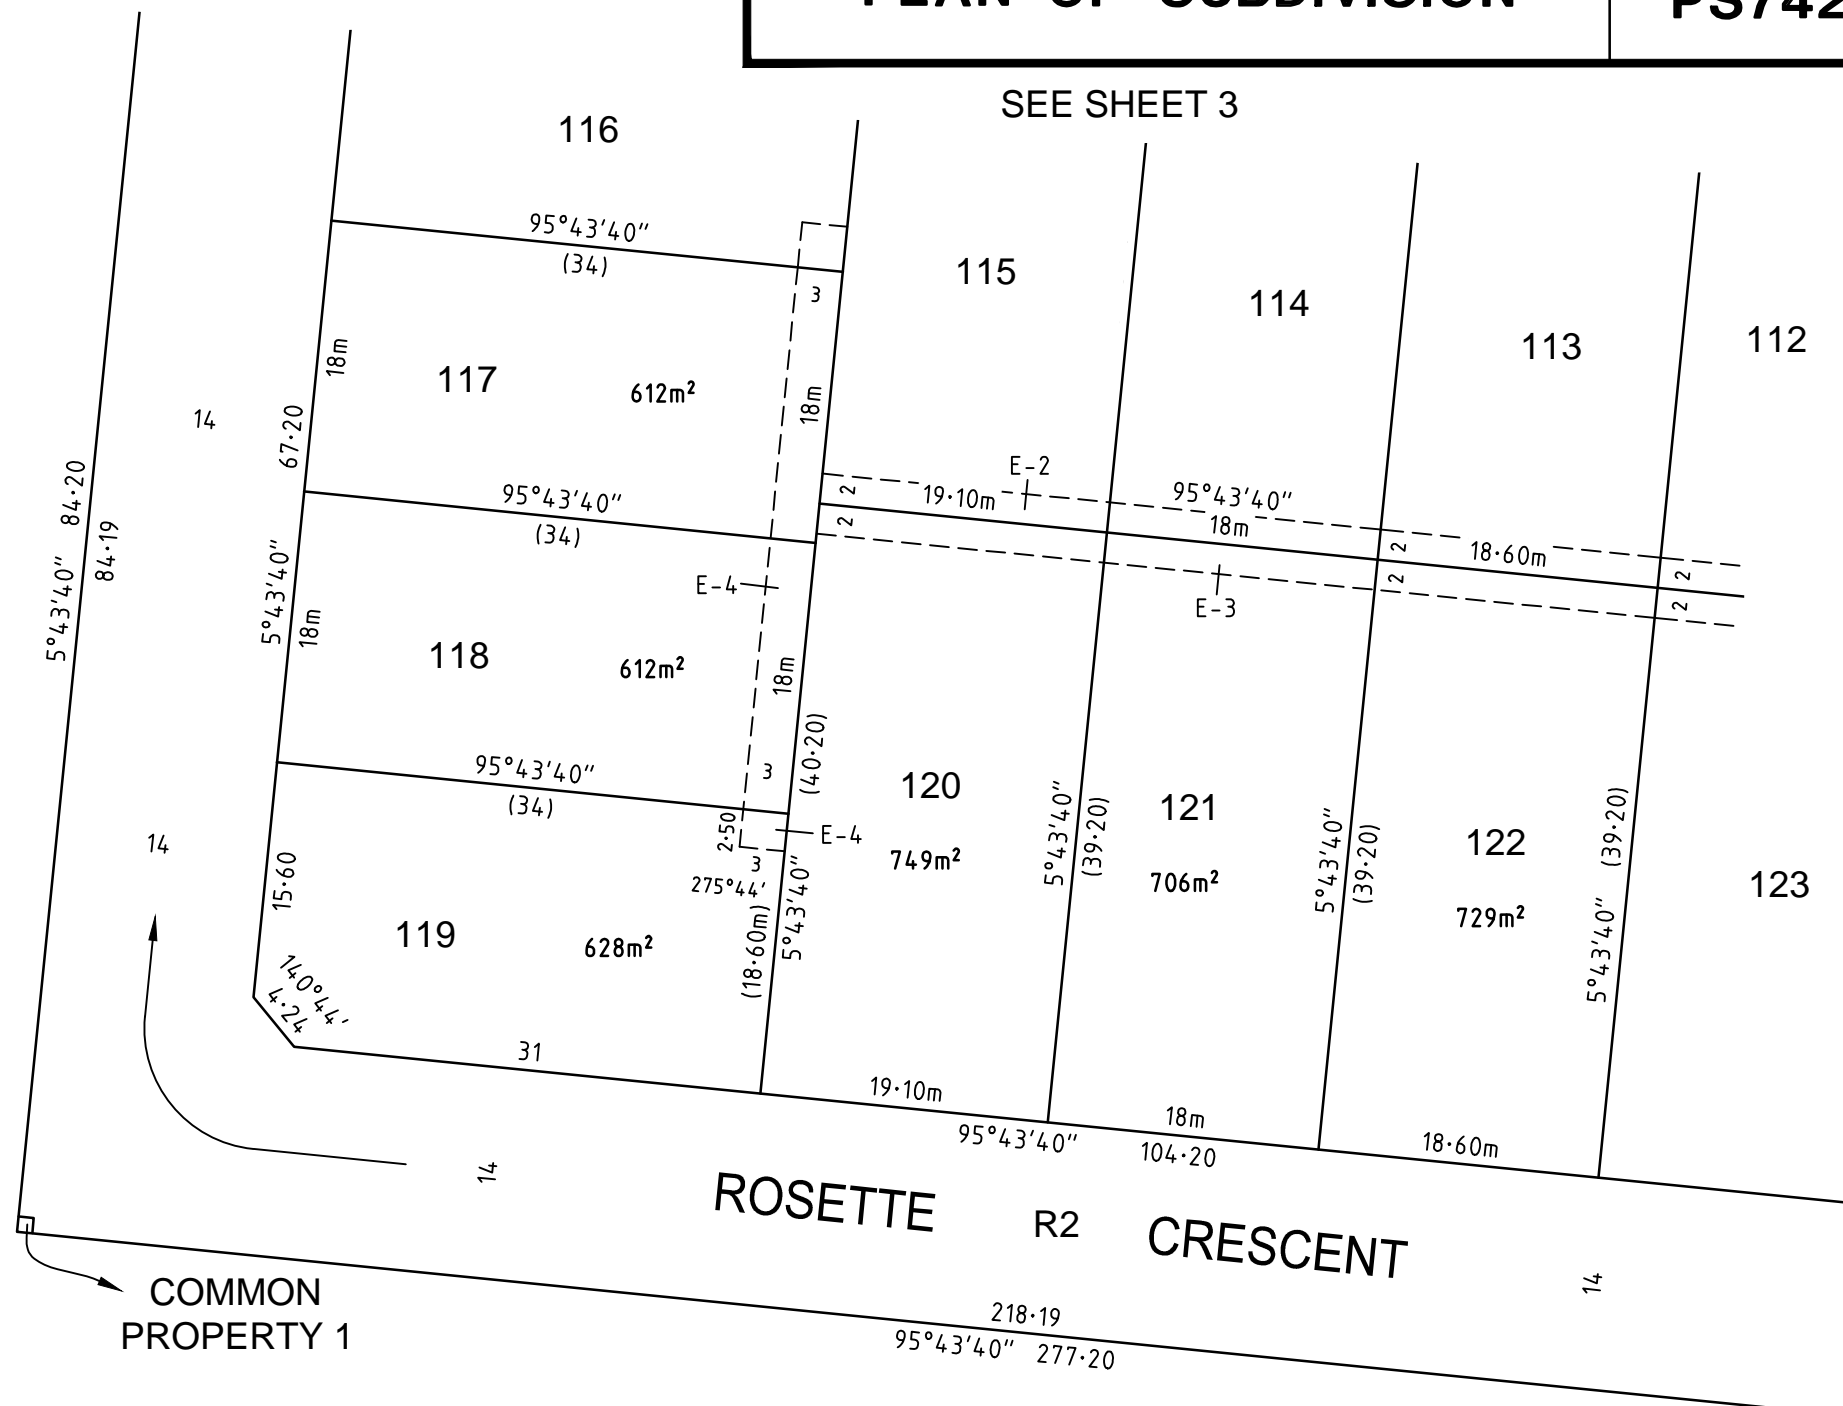 PLAN OF SUBDIVISION
PS742
SEE SHEET 3
116
95°43'40"
(34)
3
115
114
113
112
18m
117
612m²
18m
14
67·20
84·20
5°43'40"
84·19
E-2
2
19·10m
95°43'40"
18m
2
18·60m
2
2
2
2
E-3
95°43'40"
(34)
5°43'40"
18m
E-4
118
612m²
18m
3
(40·20)
95°43'40"
(34)
2·50
E-4
3
275°44'
(18·60m)
5°43'40"
14
15·60
119
628m²
140°44'
4·24
31
120
749m²
5°43'40"
(39·20)
121
706m²
5°43'40"
(39·20)
122
729m²
5°43'40"
(39·20)
123
19·10m
18m
18·60m
95°43'40"
104·20
14
ROSETTE
R2
CRESCENT
14
COMMON
PROPERTY 1
218·19
95°43'40"
277·20